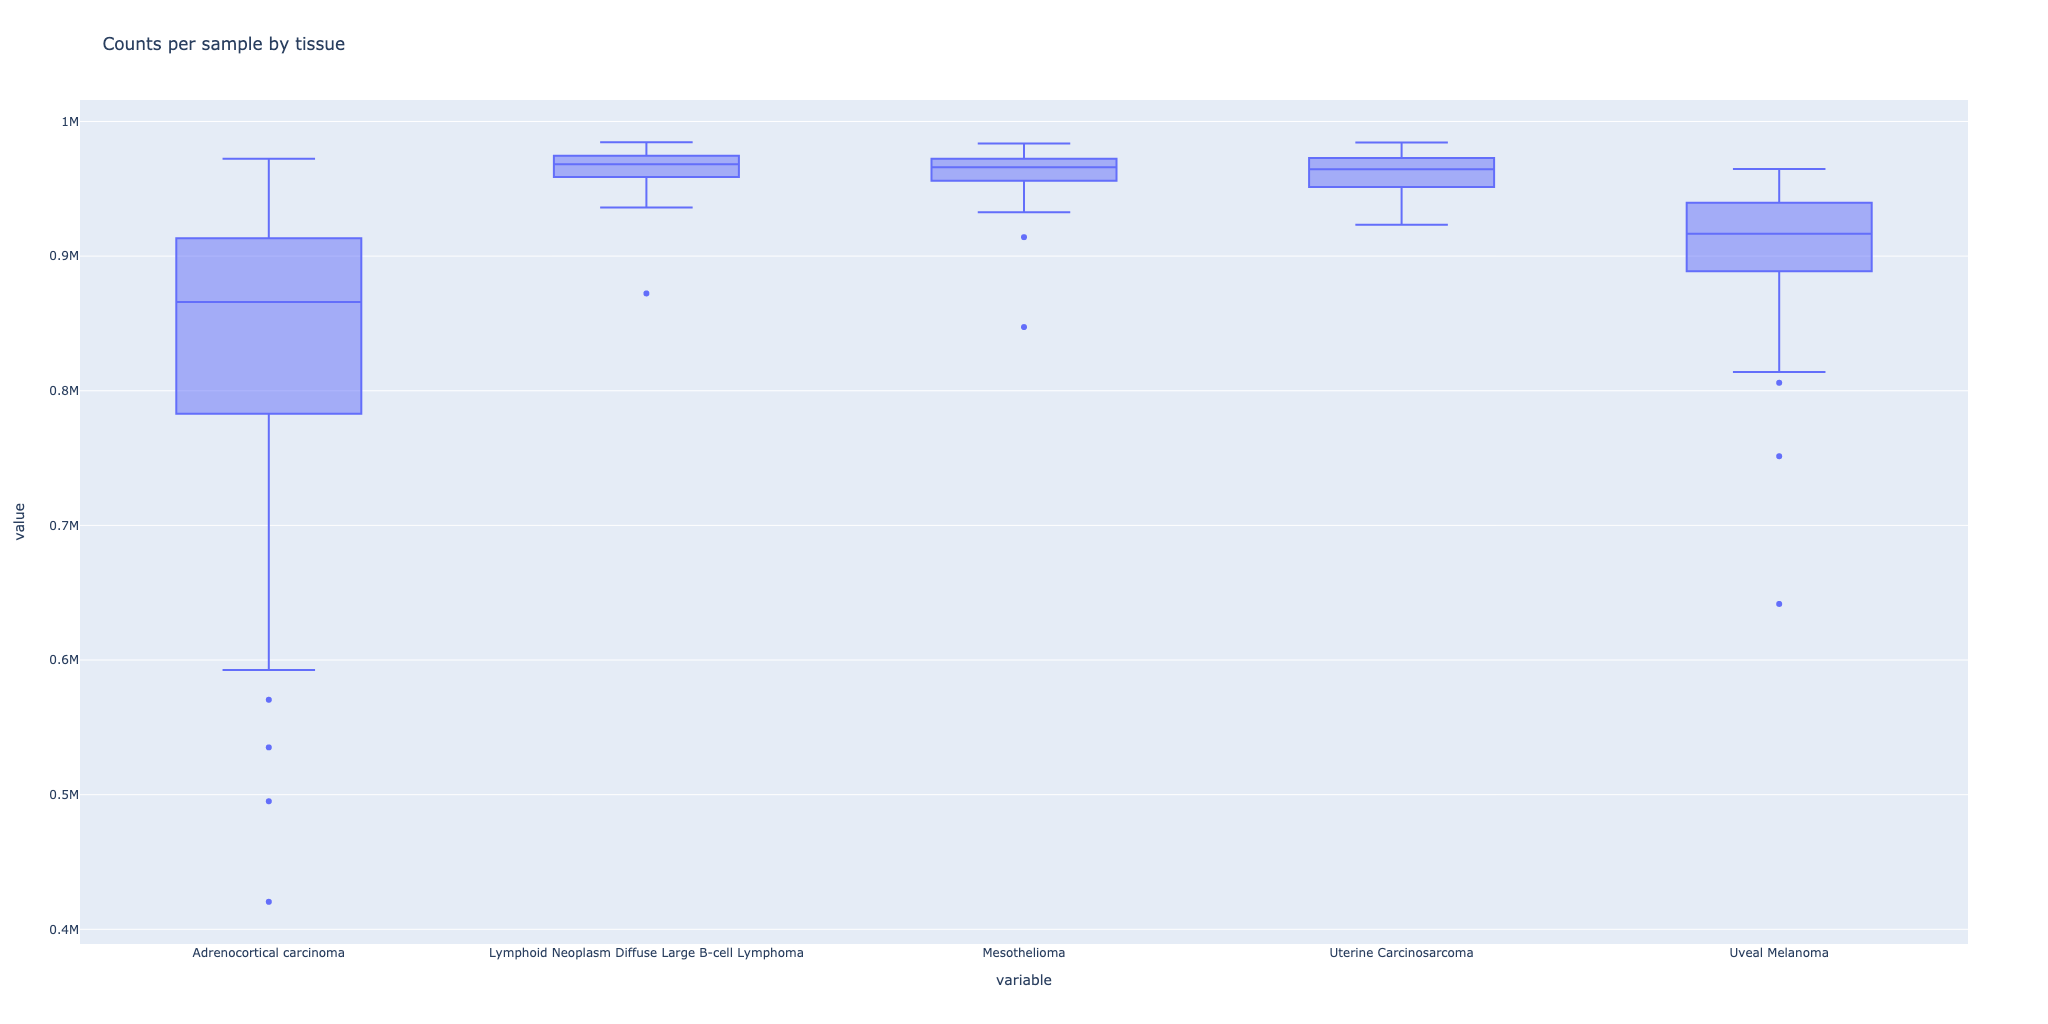 Counts per sample by tissue
1M
0.9M
0.8M
0.7M
0.6M
0.5M
0.4M
value
Adrenocortical carcinoma
Lymphoid Neoplasm Diffuse Large B-cell Lymphoma
Mesothelioma
Uterine Carcinosarcoma
Uveal Melanoma
variable